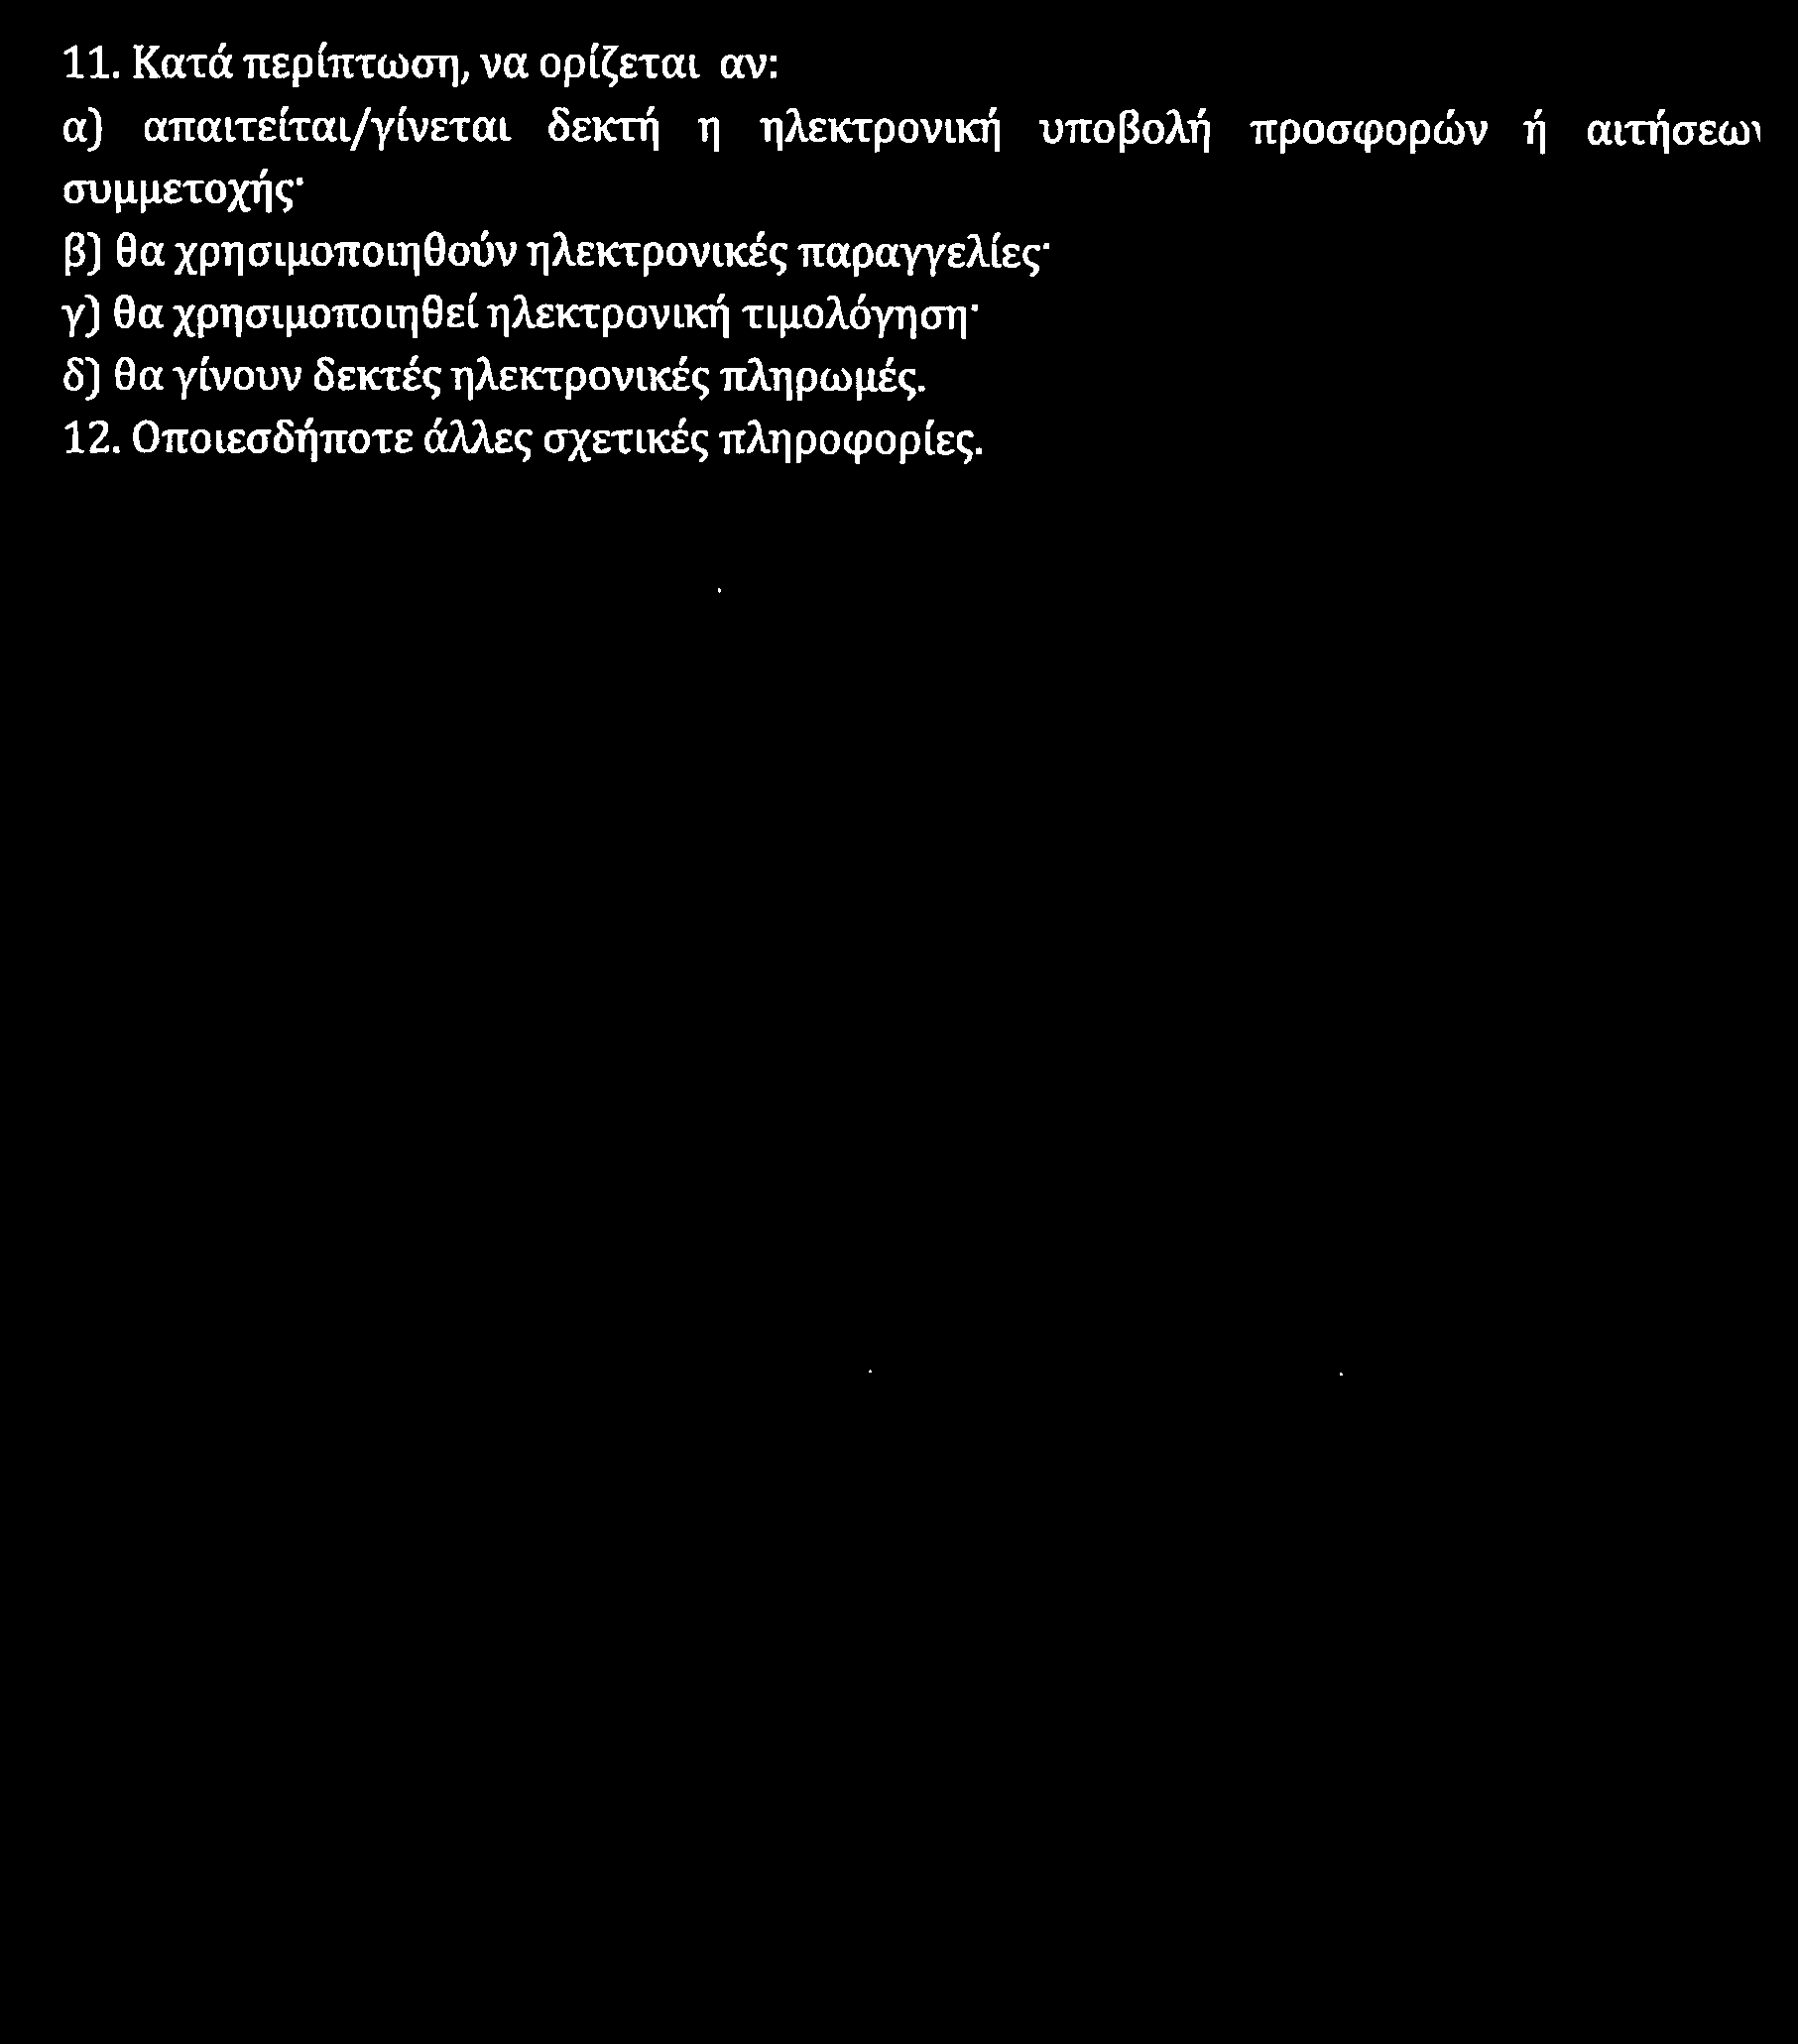 11. Κατά περίπτωση, να ορίζεται αν:
α) απαιτείται/γίνεται δεκτή η ηλεκτρονική υποβολή προσφορών ή αιτήσεων
συμμετοχής·
β) θα χρησιμοποιηθούν ηλεκτρονικές παραγγελίες·
γ) θα χρησιμοποιηθεί ηλεκτρονική τιμολόγηση·
δ) θα γίνουν δεκτές ηλεκτρονικές πληρωμές.
12. Οποιεσδήποτε άλλες σχετικές πληροφορίες.